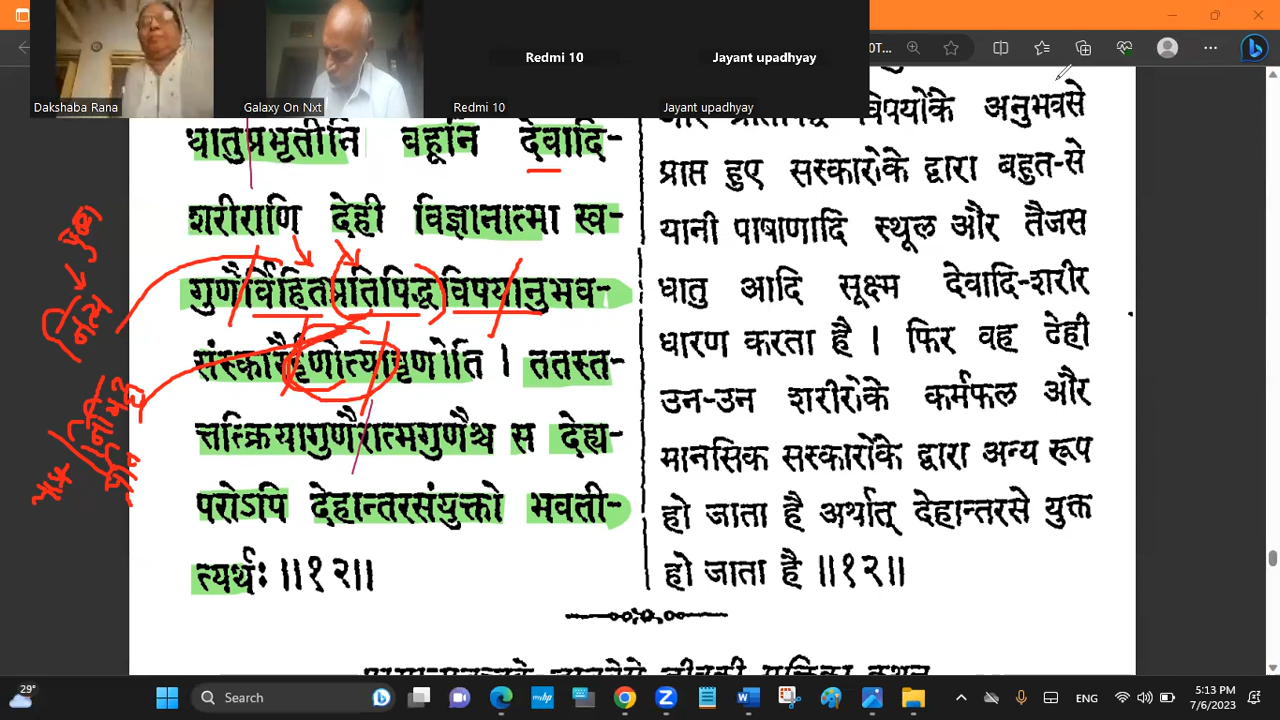 Dakshaba Rana
Galaxy On Nxt
Redmi 10
Redmi 10
Jayant upadhyay
Jayant upadhyay
धातुप्रभृतीनि बहूनि देवादि-
शरीराणि देही विज्ञानात्मा स्व-
गुणैर्विहितप्रतिषिद्धविषयानुभव-
संस्कारैर्वृणोत्यावृणोति । ततस्त-
त्तत्क्रियागुणैरात्मगुणैश्च स देह्य-
परोऽपि देहान्तरसंयुक्तो भवती-
त्यर्थः ॥१२॥
विषयोंके अनुभवसे
प्राप्त हुए सस्कारोके द्वारा बहुत-से
यानी पाषाणादि स्थूल और तैजस
धातु आदि सूक्ष्म देवादि-शरीर
धारण करता है । फिर वह देही
उन-उन शरीरोके कर्मफल और
मानसिक सस्कारोंके द्वारा अन्य रूप
हो जाता है अर्थात् देहान्तरसे युक्त
हो जाता है ॥१२॥
नित्य
29°
Search
ENG
5:13 PM
7/6/2023